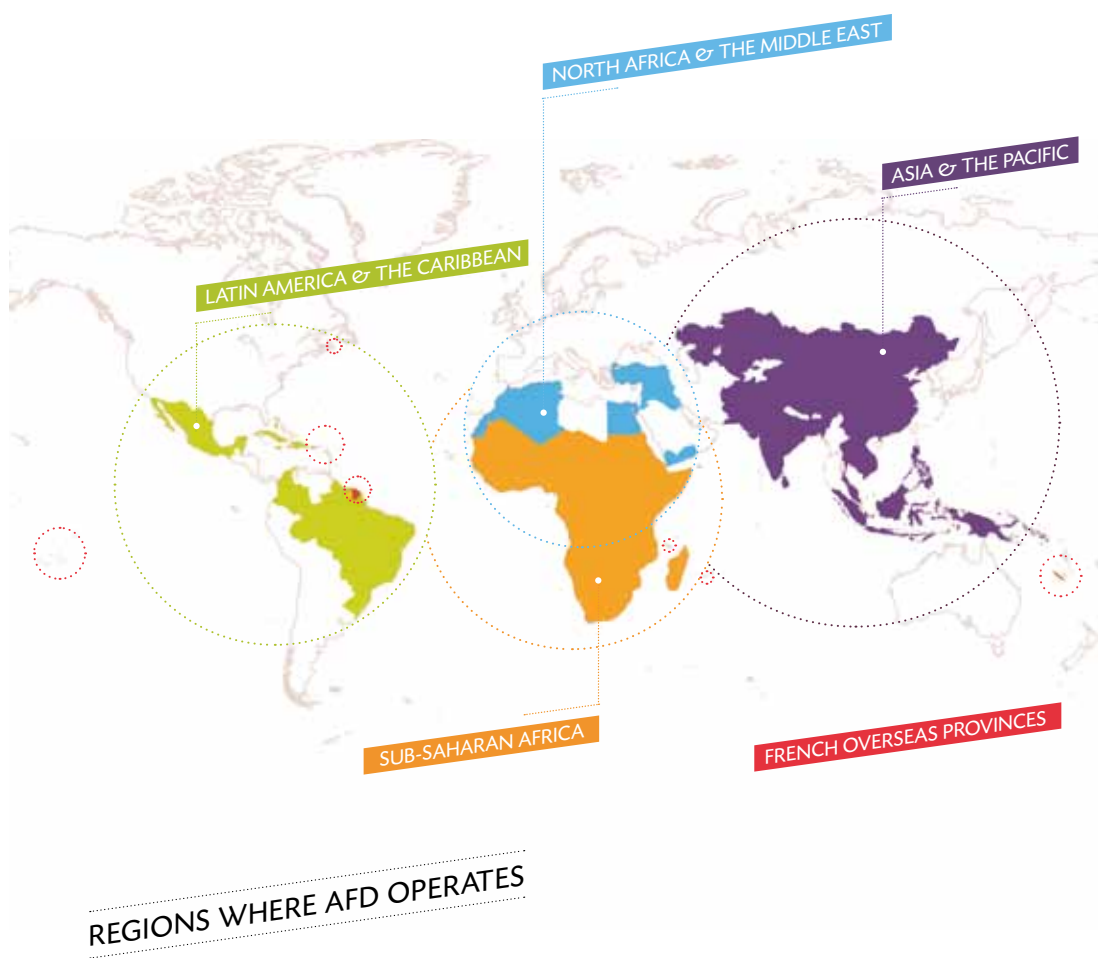 NORTH AFRICA & THE MIDDLE EAST
ASIA & THE PACIFIC
LATIN AMERICA & THE CARIBBEAN
SUB-SAHARAN AFRICA
FRENCH OVERSEAS PROVINCES
REGIONS WHERE AFD OPERATES